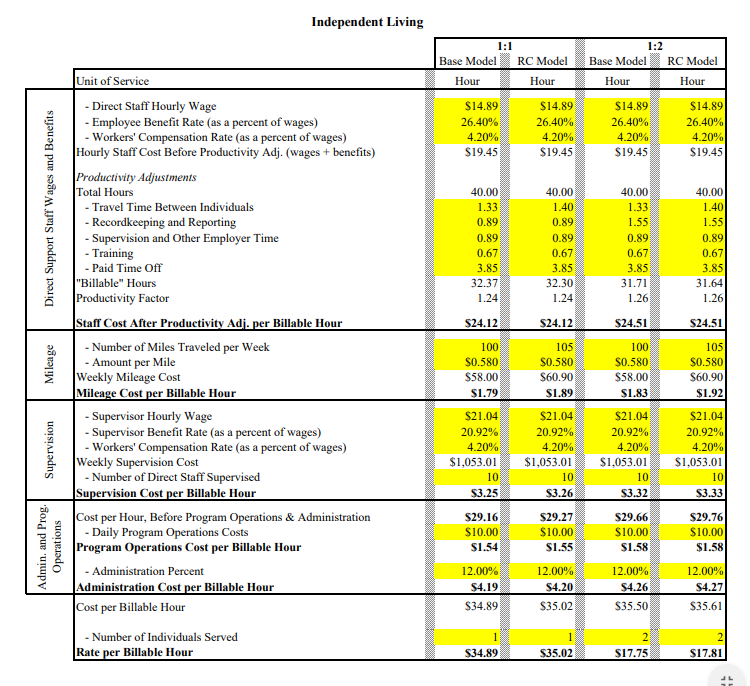 Independent Living
1:1 1:2
Base Model RC Model Base Model RC Model
Unit of Service Hour Hour Hour Hour
Direct Support Staff Wages and Benefits
- Direct Staff Hourly Wage $14.89 $14.89 $14.89 $14.89
- Employee Benefit Rate (as a percent of wages) 26.40% 26.40% 26.40% 26.40%
- Workers' Compensation Rate (as a percent of wages) 4.20% 4.20% 4.20% 4.20%
Hourly Staff Cost Before Productivity Adj. (wages + benefits) $19.45 $19.45 $19.45 $19.45
Productivity Adjustments
Total Hours 40.00 40.00 40.00 40.00
- Travel Time Between Individuals 1.33 1.40 1.33 1.40
- Recordkeeping and Reporting 0.89 0.89 1.55 1.55
- Supervision and Other Employer Time 0.89 0.89 0.89 0.89
- Training 0.67 0.67 0.67 0.67
- Paid Time Off 3.85 3.85 3.85 3.85
"Billable" Hours 32.37 32.30 31.71 31.64
Productivity Factor 1.24 1.24 1.26 1.26
Staff Cost After Productivity Adj. per Billable Hour $24.12 $24.12 $24.51 $24.51
Mileage
- Number of Miles Traveled per Week 100 105 100 105
- Amount per Mile $0.580 $0.580 $0.580 $0.580
Weekly Mileage Cost $58.00 $60.90 $58.00 $60.90
Mileage Cost per Billable Hour $1.79 $1.89 $1.83 $1.92
Supervision
- Supervisor Hourly Wage $21.04 $21.04 $21.04 $21.04
- Supervisor Benefit Rate (as a percent of wages) 20.92% 20.92% 20.92% 20.92%
- Workers' Compensation Rate (as a percent of wages) 4.20% 4.20% 4.20% 4.20%
Weekly Supervision Cost $1,053.01 $1,053.01 $1,053.01 $1,053.01
- Number of Direct Staff Supervised 10 10 10 10
Supervision Cost per Billable Hour $3.25 $3.26 $3.32 $3.33
Admin. and Prog.
Operations
Cost per Hour, Before Program Operations & Administration $29.16 $29.27 $29.66 $29.76
- Daily Program Operations Costs $10.00 $10.00 $10.00 $10.00
Program Operations Cost per Billable Hour $1.54 $1.55 $1.58 $1.58
- Administration Percent 12.00% 12.00% 12.00% 12.00%
Administration Cost per Billable Hour $4.19 $4.20 $4.26 $4.27
Cost per Billable Hour $34.89 $35.02 $35.50 $35.61
- Number of Individuals Served 1 1 2 2
Rate per Billable Hour $34.89 $35.02 $17.75 $17.81